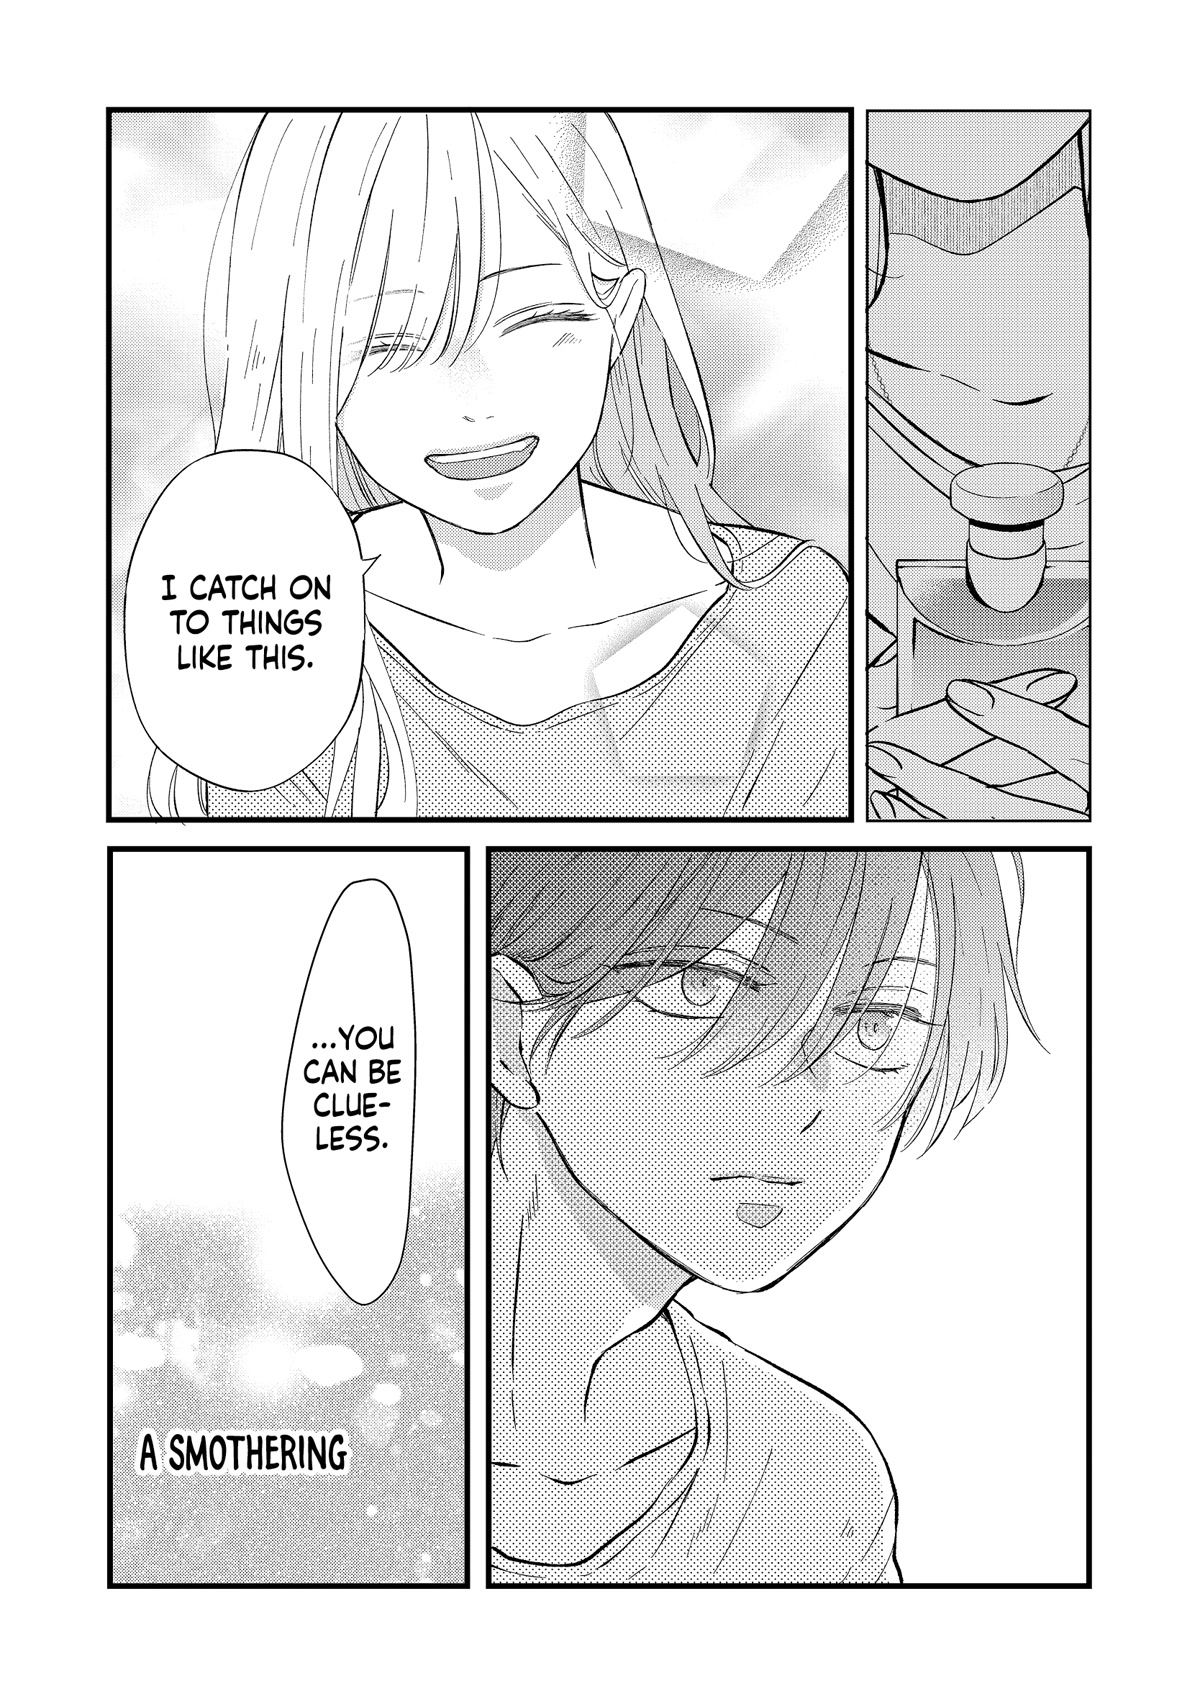 I CATCH ON
TO THINGS
LIKE THIS.
...YOU
CAN BE
CLUE-
LESS.
A SMOTHERING